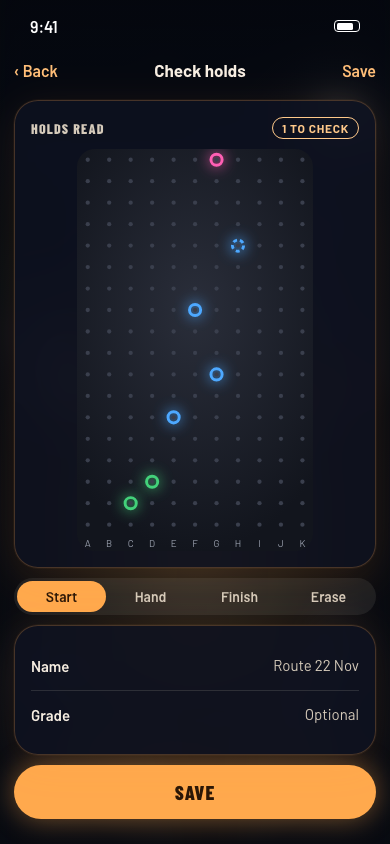 9:41
‹ Back Check holds Save
HOLDS READ 1 TO CHECK
A B C D E F G H I J K
Start Hand Finish Erase
Name Route 22 Nov
Grade Optional
SAVE